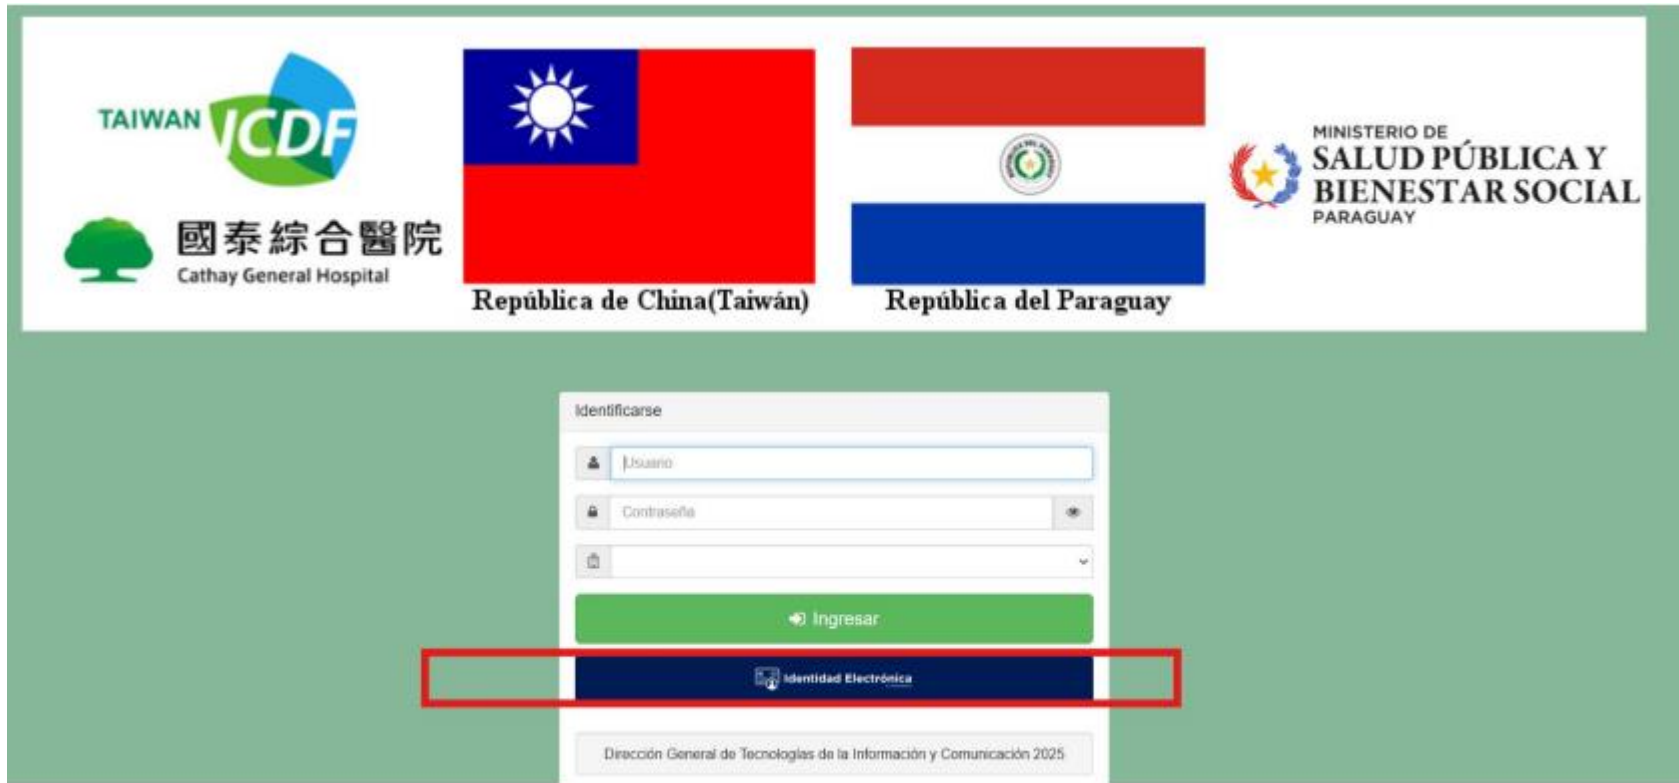 TAIWAN ICDF
國泰綜合醫院
Cathay General Hospital
República de China(Taiwán)
República del Paraguay
MINISTERIO DE
SALUD PÚBLICA Y
BIENESTAR SOCIAL
PARAGUAY
Identificarse
Usuario
Contraseña
Ingresar
Identidad Electrónica
Dirección General de Tecnologías de la Información y Comunicación 2025